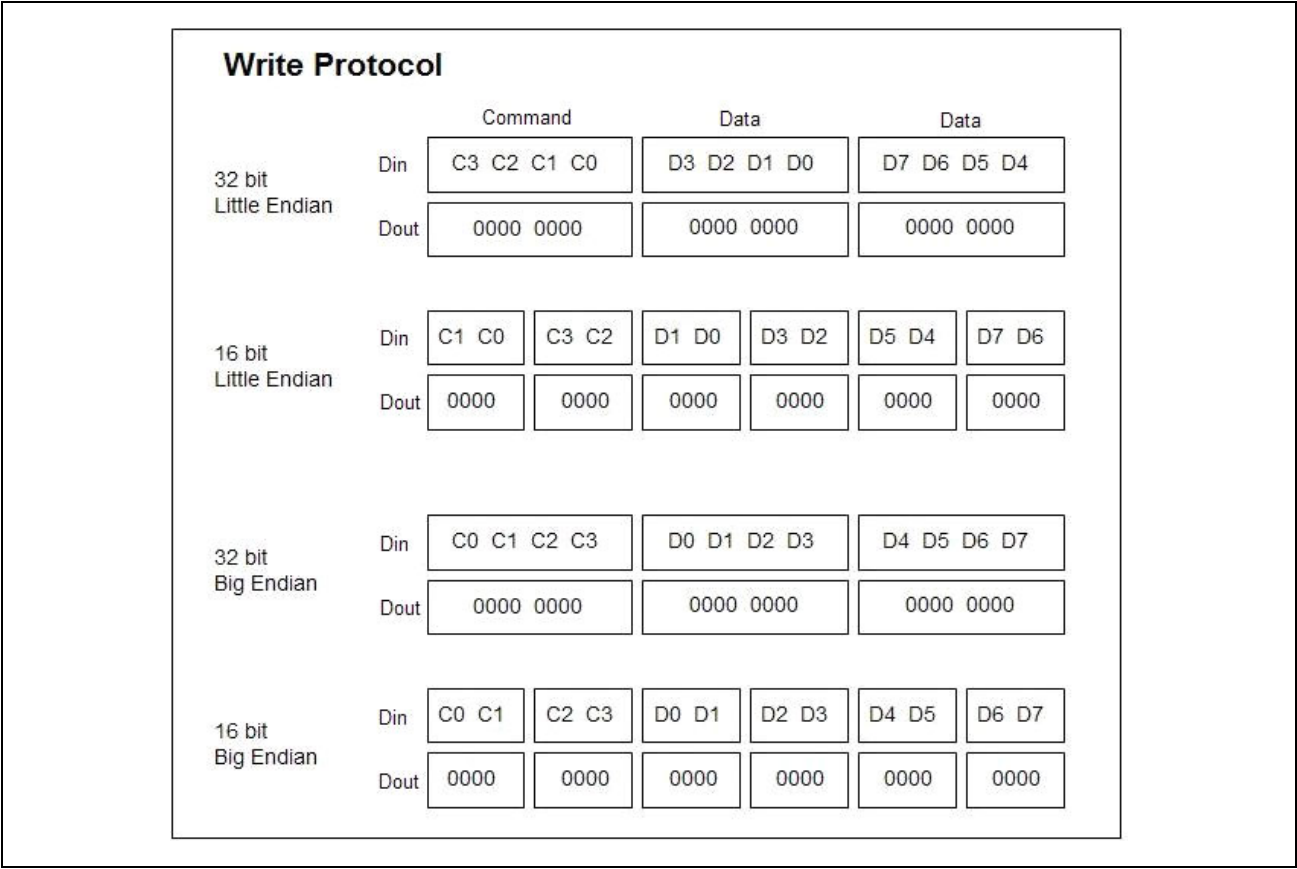 Write Protocol
Command Data Data
32 bit
Little Endian
Din C3 C2 C1 C0 D3 D2 D1 D0 D7 D6 D5 D4
Dout 0000 0000 0000 0000 0000 0000
16 bit
Little Endian
Din C1 C0 C3 C2 D1 D0 D3 D2 D5 D4 D7 D6
Dout 0000 0000 0000 0000 0000 0000
32 bit
Big Endian
Din C0 C1 C2 C3 D0 D1 D2 D3 D4 D5 D6 D7
Dout 0000 0000 0000 0000 0000 0000
16 bit
Big Endian
Din C0 C1 C2 C3 D0 D1 D2 D3 D4 D5 D6 D7
Dout 0000 0000 0000 0000 0000 0000